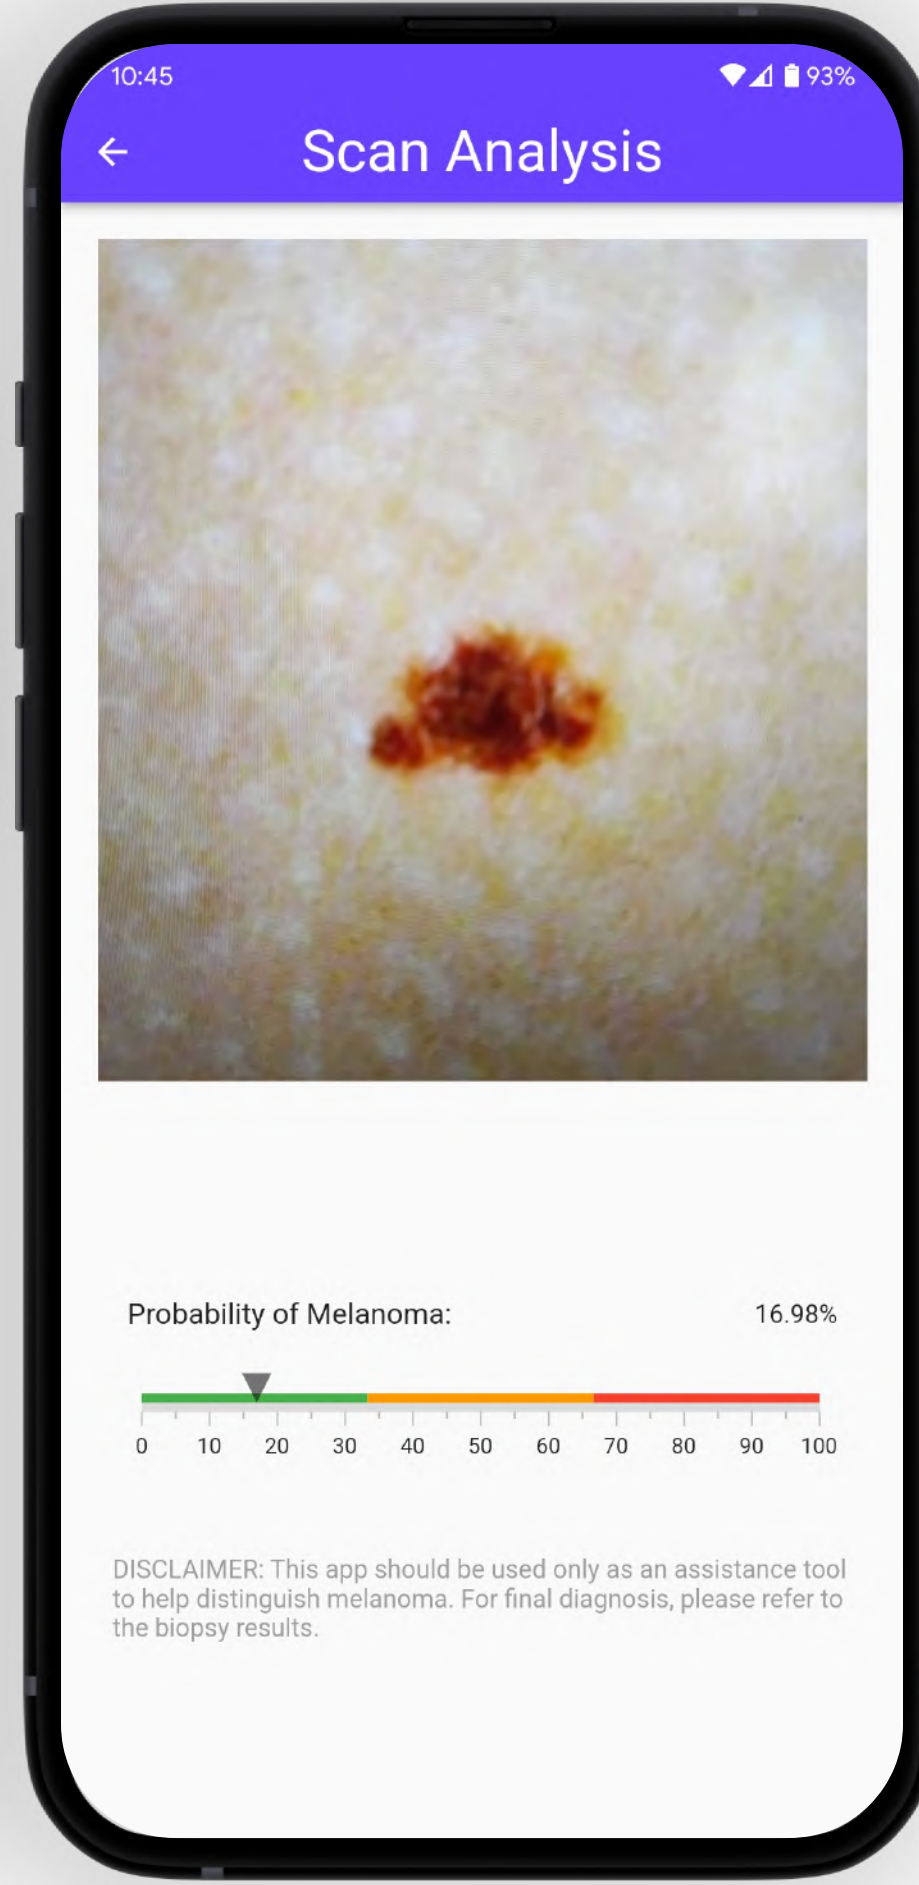 10:45 93%
Scan Analysis
Probability of Melanoma: 16.98%
0 10 20 30 40 50 60 70 80 90 100
DISCLAIMER: This app should be used only as an assistance tool
to help distinguish melanoma. For final diagnosis, please refer to
the biopsy results.